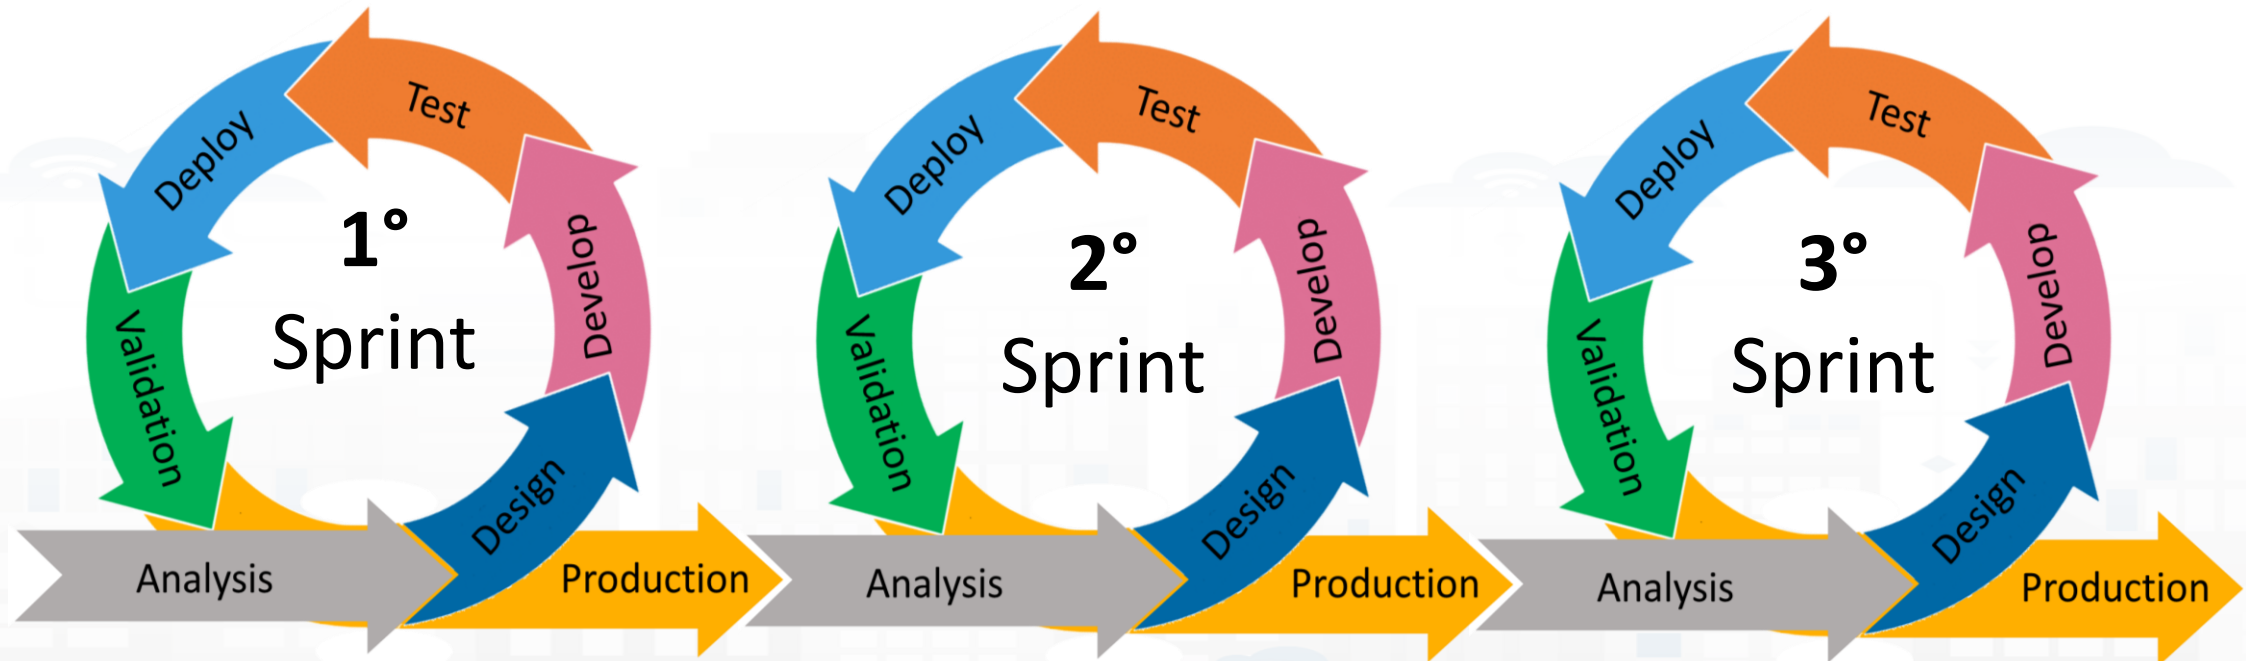 Test
Deploy
1°
Sprint
Develop
Validation
Design
Analysis
Production
Test
Deploy
2°
Sprint
Develop
Validation
Design
Analysis
Production
Test
Deploy
3°
Sprint
Develop
Validation
Design
Analysis
Production